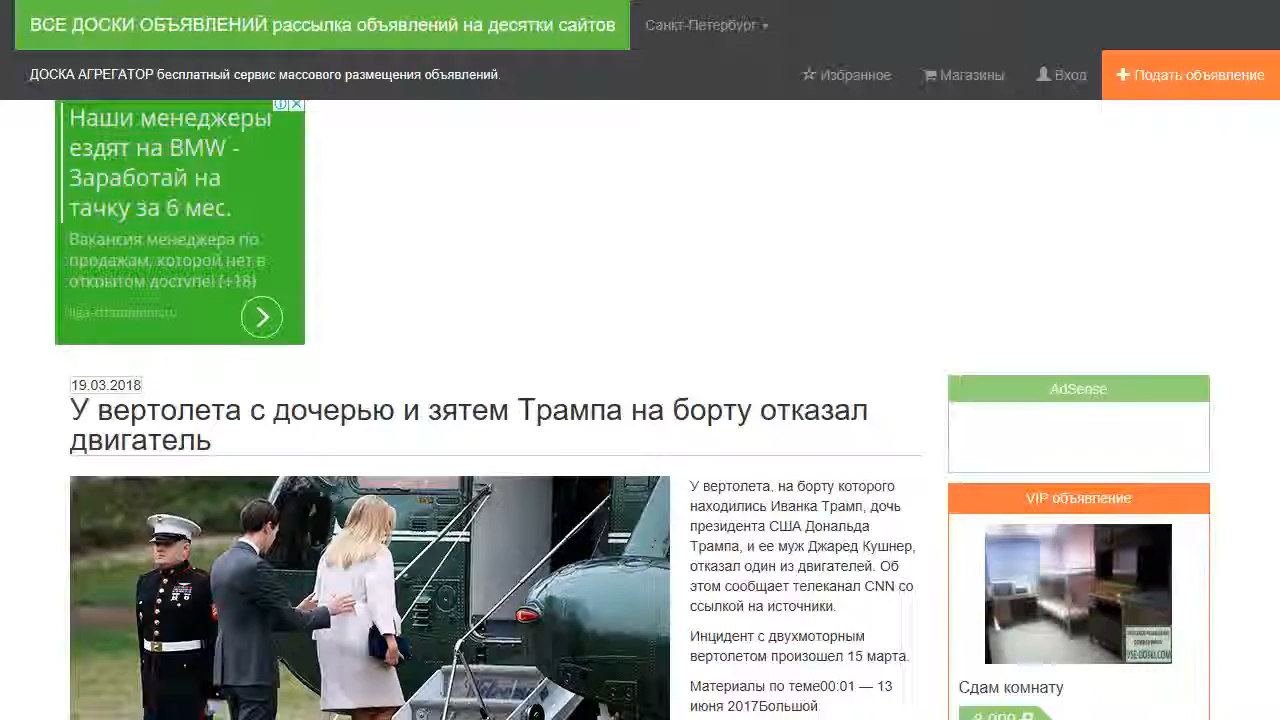 ВСЕ ДОСКИ ОБЪЯВЛЕНИЙ рассылка объявлений на десятки сайтов
Санкт-Петербург
ДОСКА АГРЕГАТОР бесплатный сервис массового размещения объявлений.
Избранное
Магазины
Вход
Подать объявление
Наши менеджеры
ездят на BMW -
Заработай на
тачку за 6 мес.
Вакансия менеджера по
продажам, которой нет в
открытом доступе! (+18)
19.03.2018
У вертолета с дочерью и зятем Трампа на борту отказал
двигатель
У вертолета, на борту которого
находились Иванка Трамп, дочь
президента США Дональда
Трампа, и ее муж Джаред Кушнер,
отказал один из двигателей. Об
этом сообщает телеканал CNN со
ссылкой на источники.
Инцидент с двухмоторным
вертолетом произошел 15 марта.
Материалы по теме00:01 — 13
июня 2017Большой
AdSense
VIP объявление
VSE-DOSKI.COM
Сдам комнату